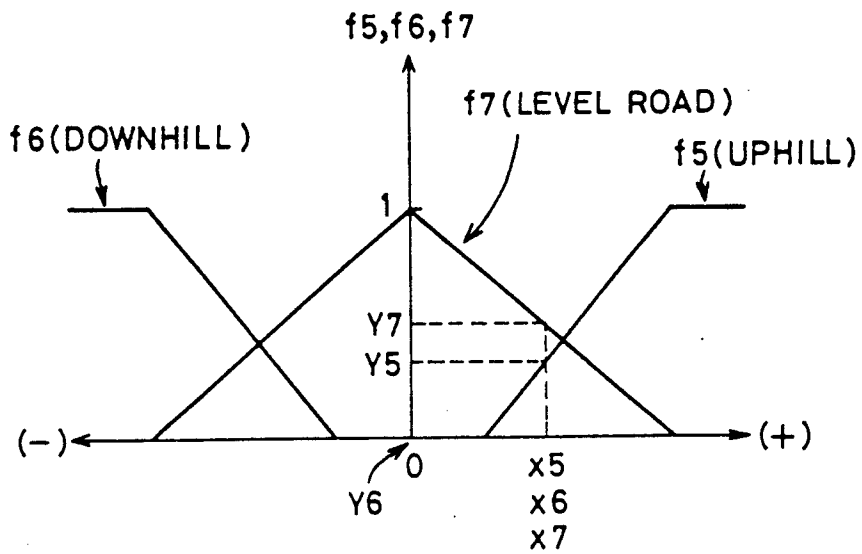 f5,f6,f7
f7(LEVEL ROAD)
f6(DOWNHILL)
f5(UPHILL)
1
Y7
Y5
(-)
(+)
0
Y6
x5
x6
x7